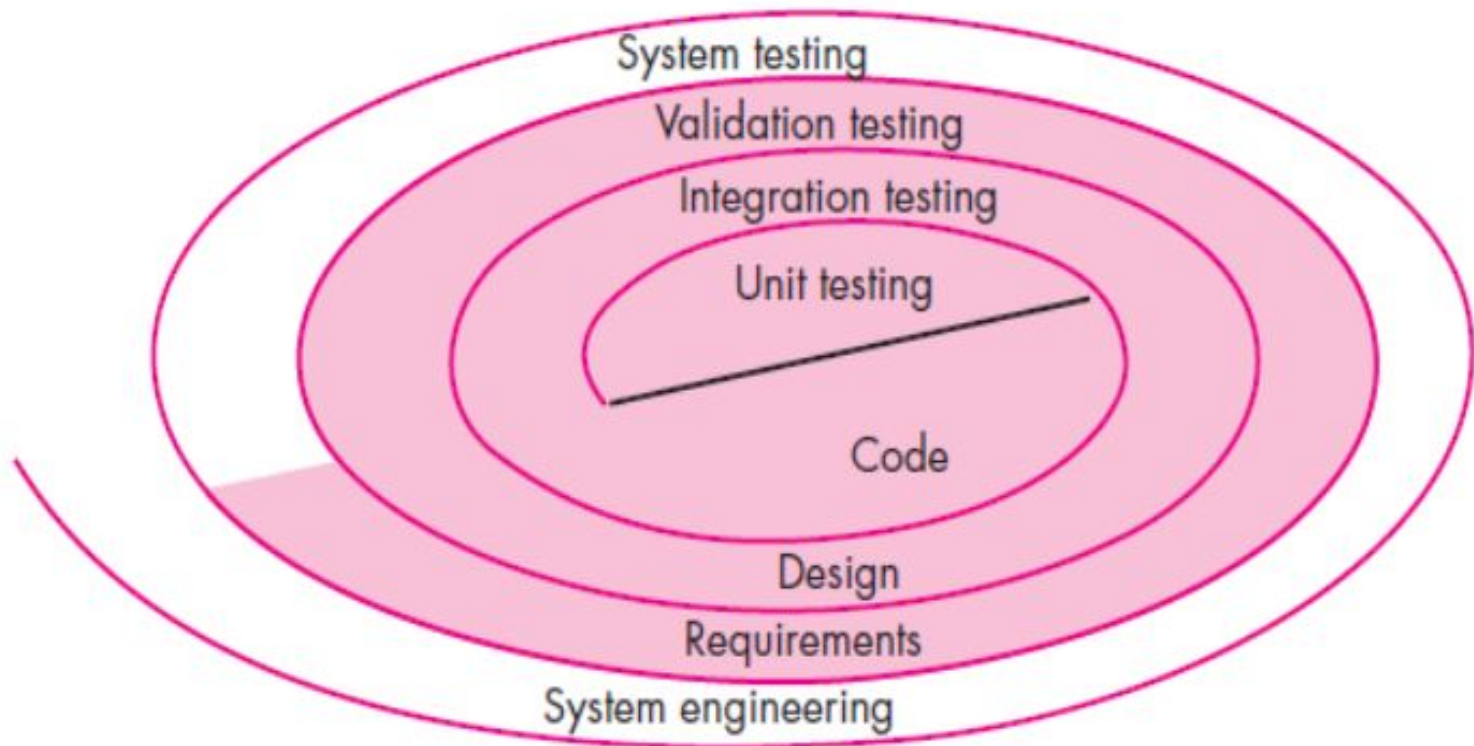 System testing
Validation testing
Integration testing
Unit testing
Code
Design
Requirements
System engineering